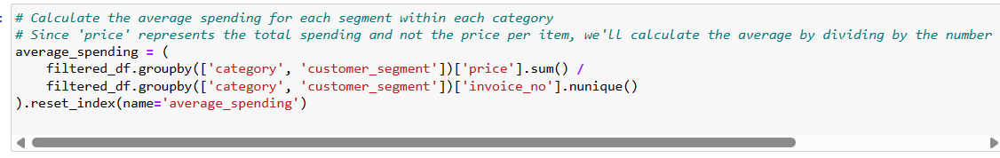 # Calculate the average spending for each segment within each category
# Since 'price' represents the total spending and not the price per item, we'll calculate the average by dividing by the number
average_spending = (
    filtered_df.groupby(['category', 'customer_segment'])['price'].sum() /
    filtered_df.groupby(['category', 'customer_segment'])['invoice_no'].nunique()
).reset_index(name='average_spending')